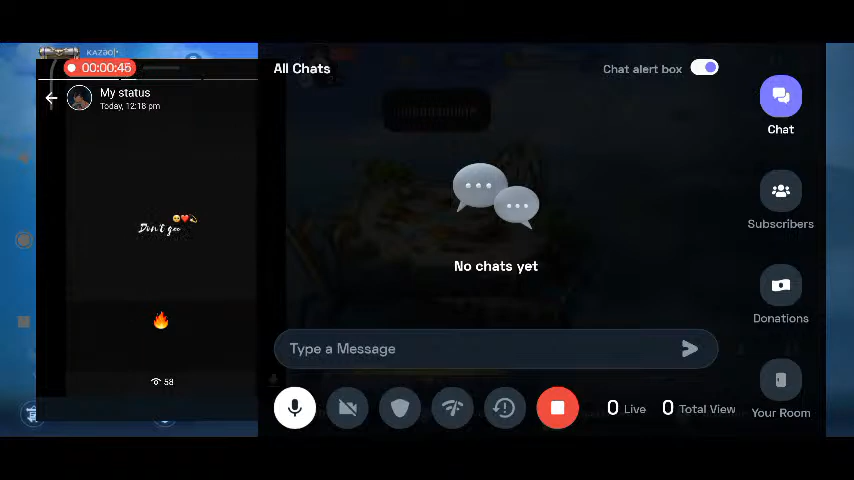 00:00:45
My status
Today, 12:18 pm
Don't goo
58
All Chats
Chat alert box
No chats yet
Type a Message
0 Live
0 Total View
Chat
Subscribers
Donations
Your Room